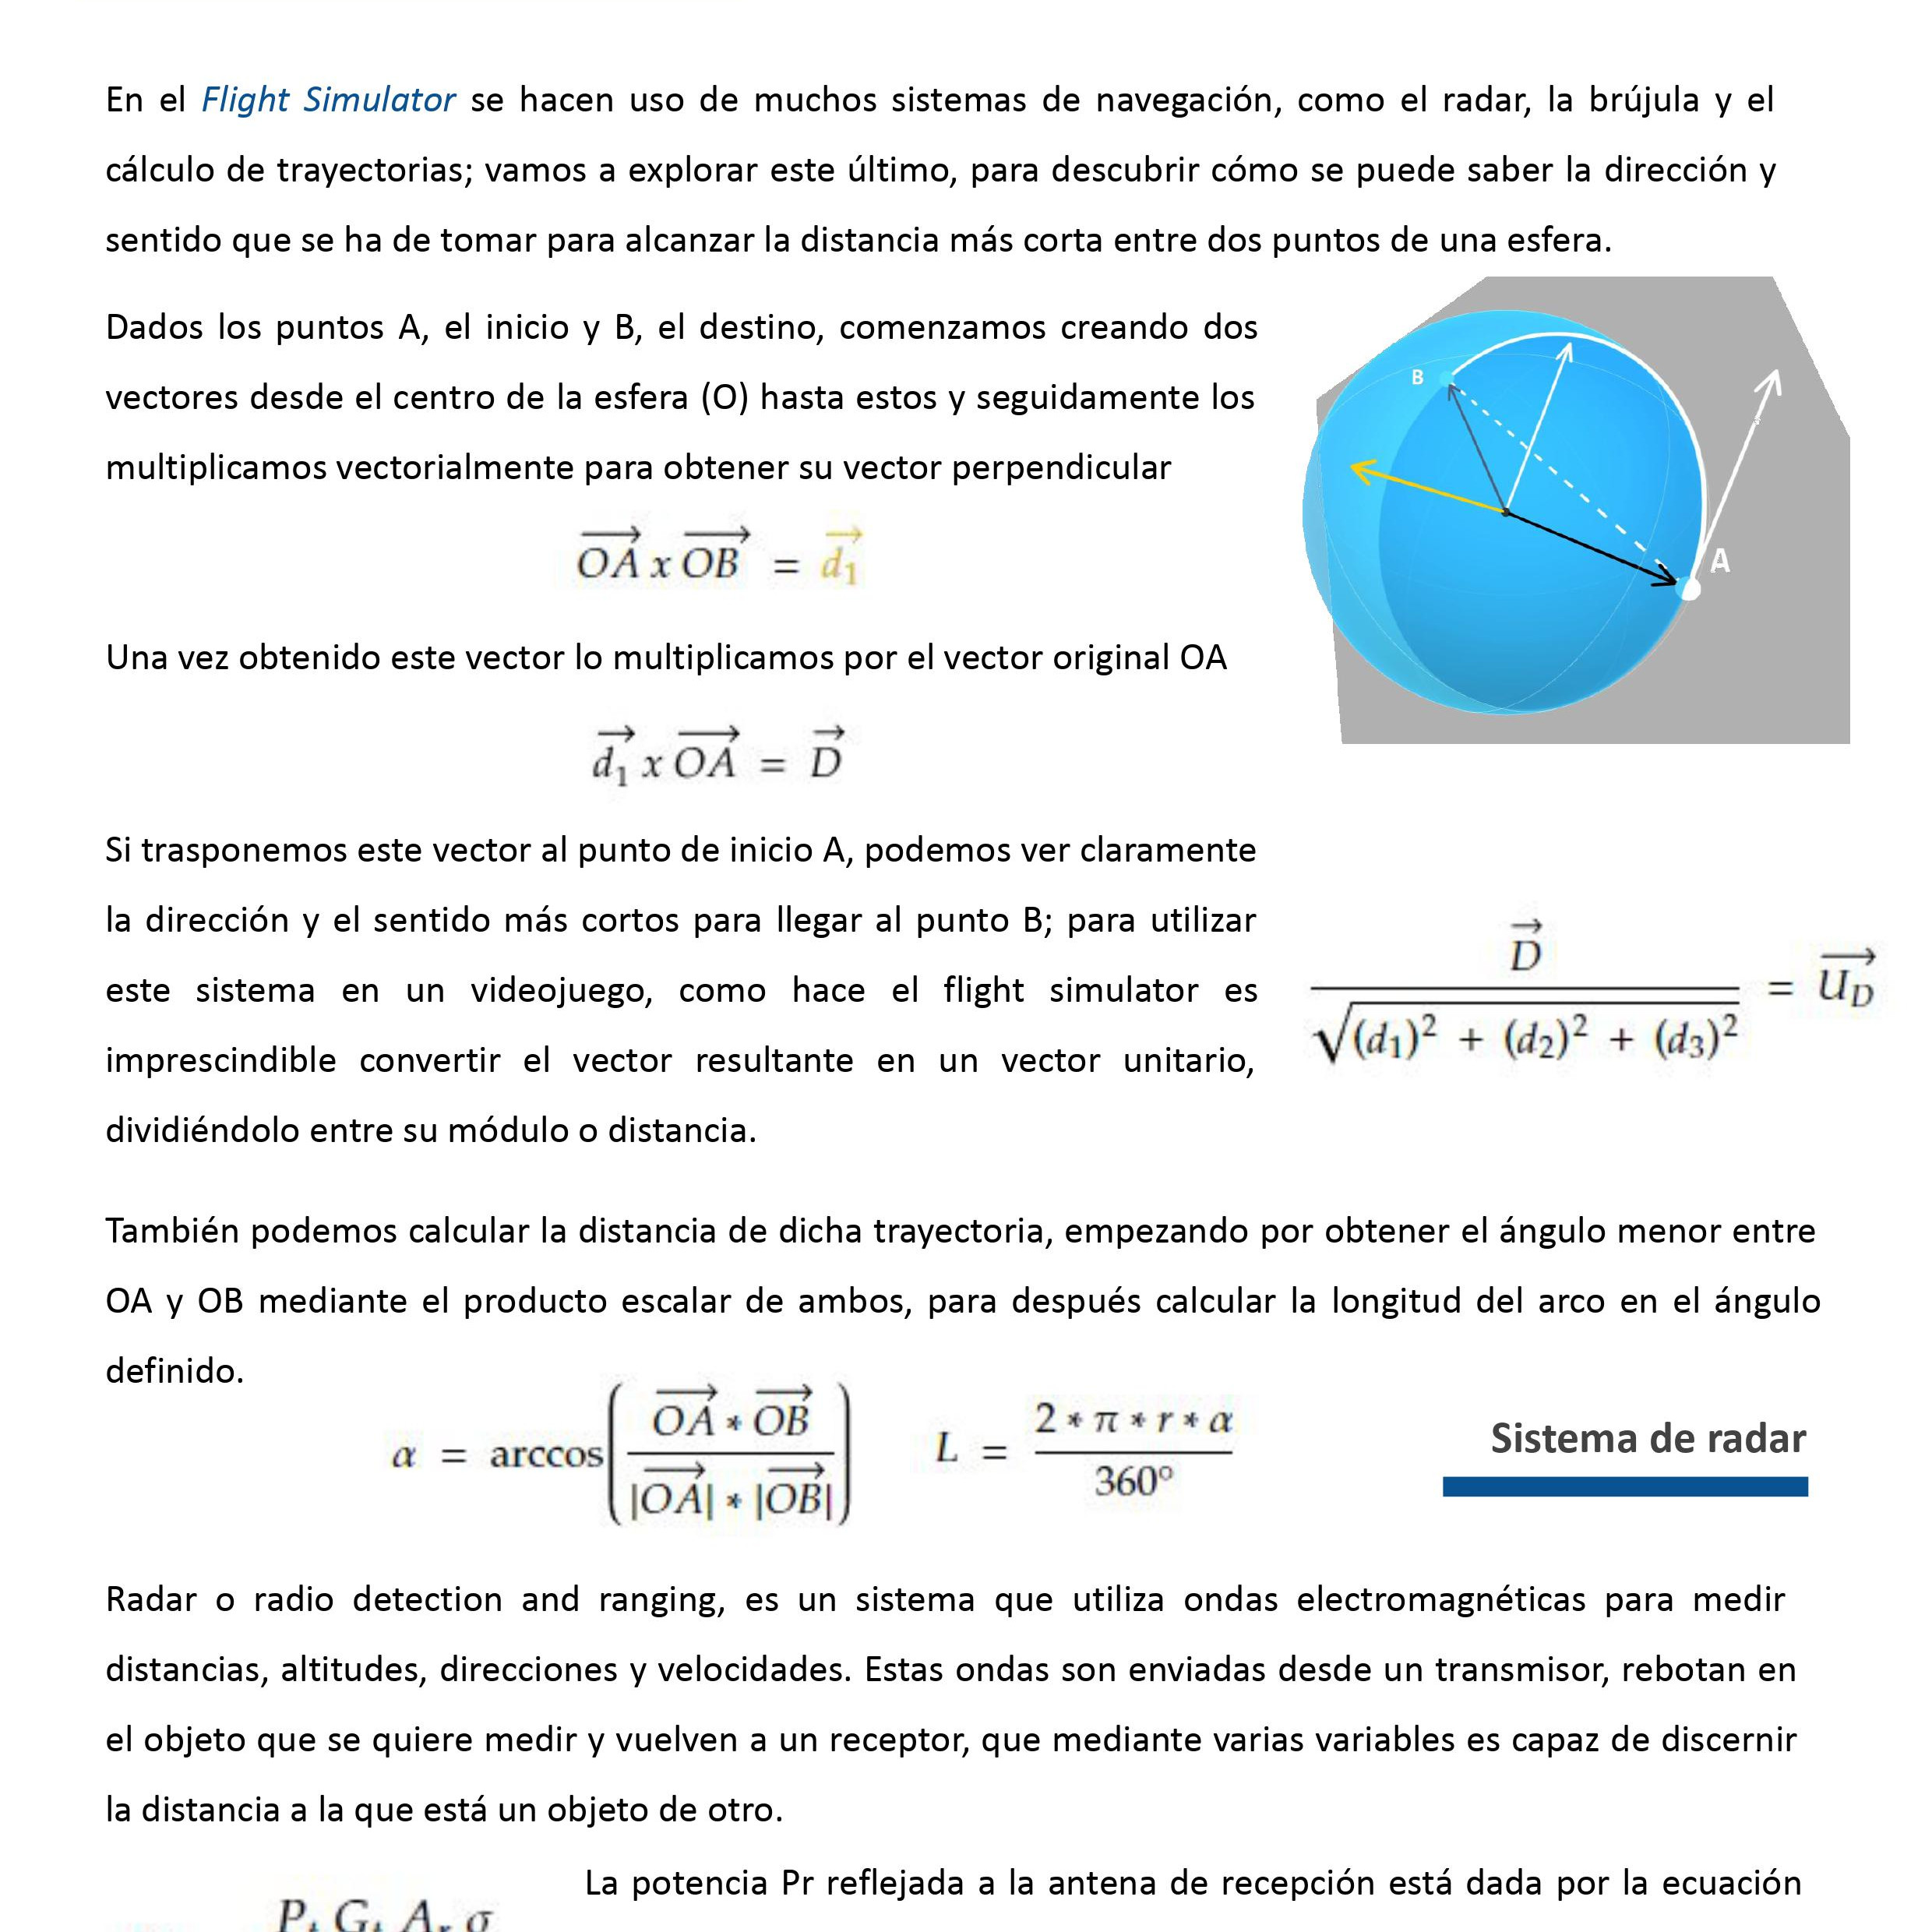 En el Flight Simulator se hacen uso de muchos sistemas de navegación, como el radar, la brújula y el
cálculo de trayectorias; vamos a explorar este último, para descubrir cómo se puede saber la dirección y
sentido que se ha de tomar para alcanzar la distancia más corta entre dos puntos de una esfera.
Dados los puntos A, el inicio y B, el destino, comenzamos creando dos
vectores desde el centro de la esfera (O) hasta estos y seguidamente los
multiplicamos vectorialmente para obtener su vector perpendicular
B
A
\overrightarrow{OA} x \overrightarrow{OB} = \overrightarrow{d_1}
Una vez obtenido este vector lo multiplicamos por el vector original OA
\overrightarrow{d_1} x \overrightarrow{OA} = \overrightarrow{D}
Si trasponemos este vector al punto de inicio A, podemos ver claramente
la dirección y el sentido más cortos para llegar al punto B; para utilizar
este sistema en un videojuego, como hace el flight simulator es
imprescindible convertir el vector resultante en un vector unitario,
dividiéndolo entre su módulo o distancia.
\frac{\overrightarrow{D}}{\sqrt{(d_1)^2 + (d_2)^2 + (d_3)^2}} = \overrightarrow{U_D}
También podemos calcular la distancia de dicha trayectoria, empezando por obtener el ángulo menor entre
OA y OB mediante el producto escalar de ambos, para después calcular la longitud del arco en el ángulo
definido.
α = arccos\left(\frac{\overrightarrow{OA} * \overrightarrow{OB}}{|\overrightarrow{OA}| * |\overrightarrow{OB}|}\right)
L = \frac{2 * π * r * α}{360°}
Sistema de radar
Radar o radio detection and ranging, es un sistema que utiliza ondas electromagnéticas para medir
distancias, altitudes, direcciones y velocidades. Estas ondas son enviadas desde un transmisor, rebotan en
el objeto que se quiere medir y vuelven a un receptor, que mediante varias variables es capaz de discernir
la distancia a la que está un objeto de otro.
La potencia Pr reflejada a la antena de recepción está dada por la ecuación
P_t G_t A_r σ